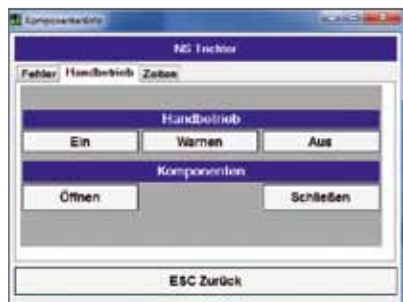 Komponenteninfo
NS Trichter
Fehler Handbetrieb Zeiten
Handbetrieb
Ein Warnen Aus
Komponenten
Öffnen Schließen
ESC Zurück